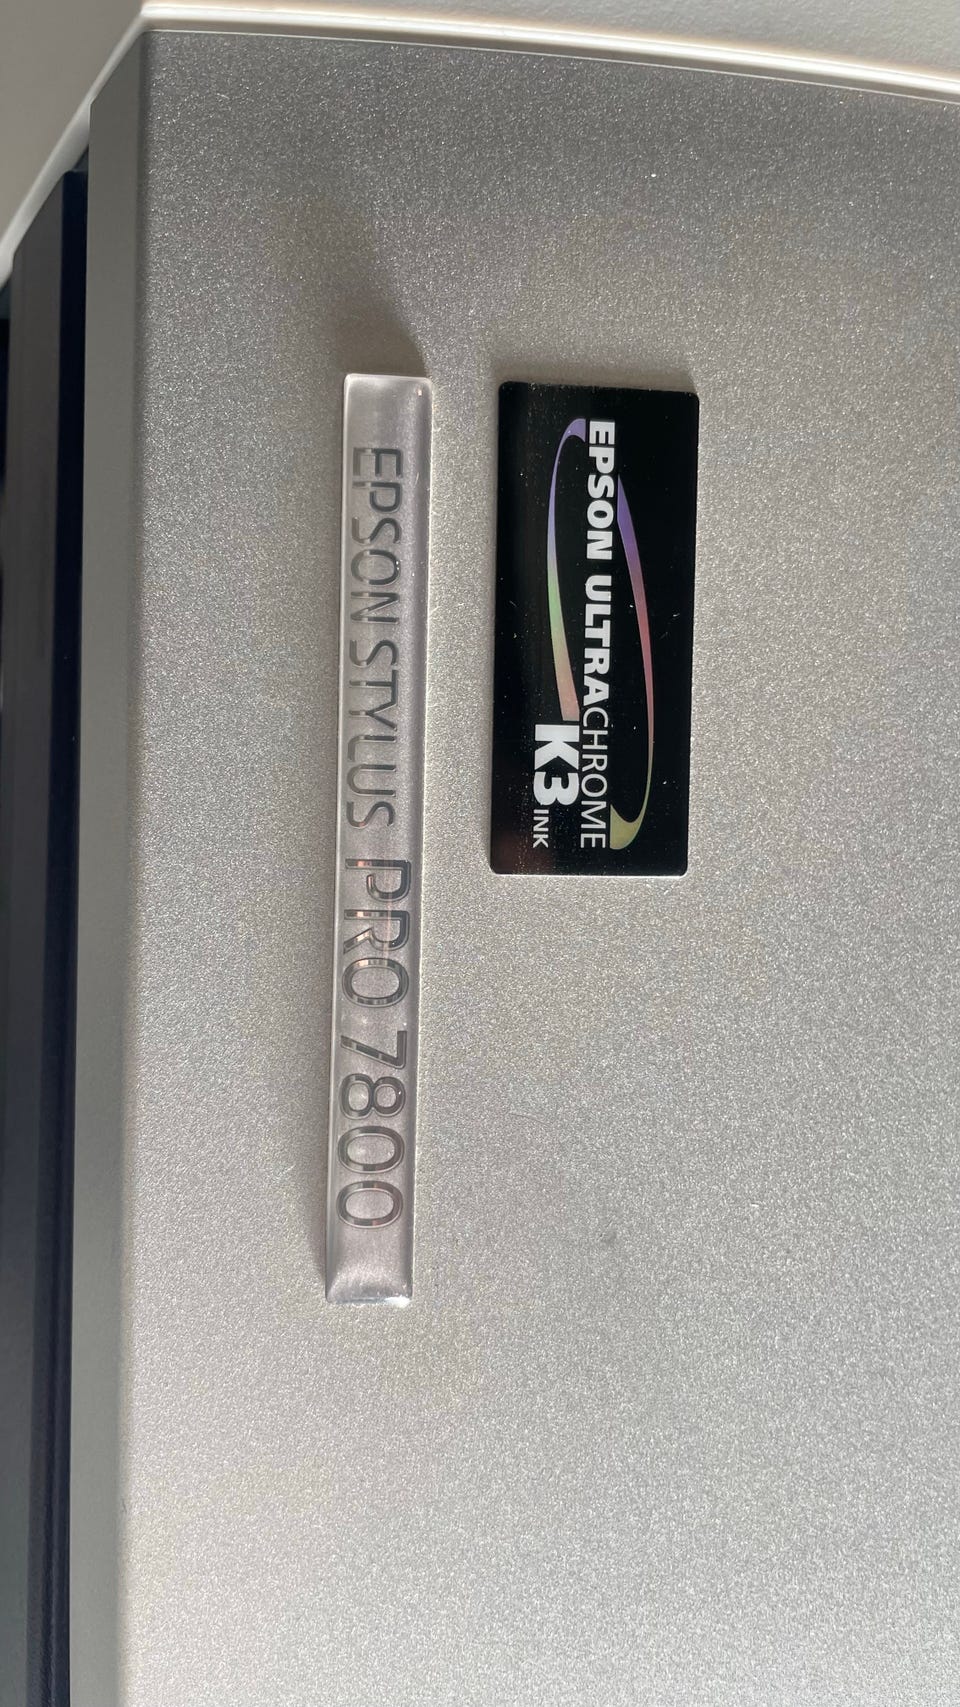 EPSON ULTRACHROME
K3 INK
EPSON STYLUS PRO 7800